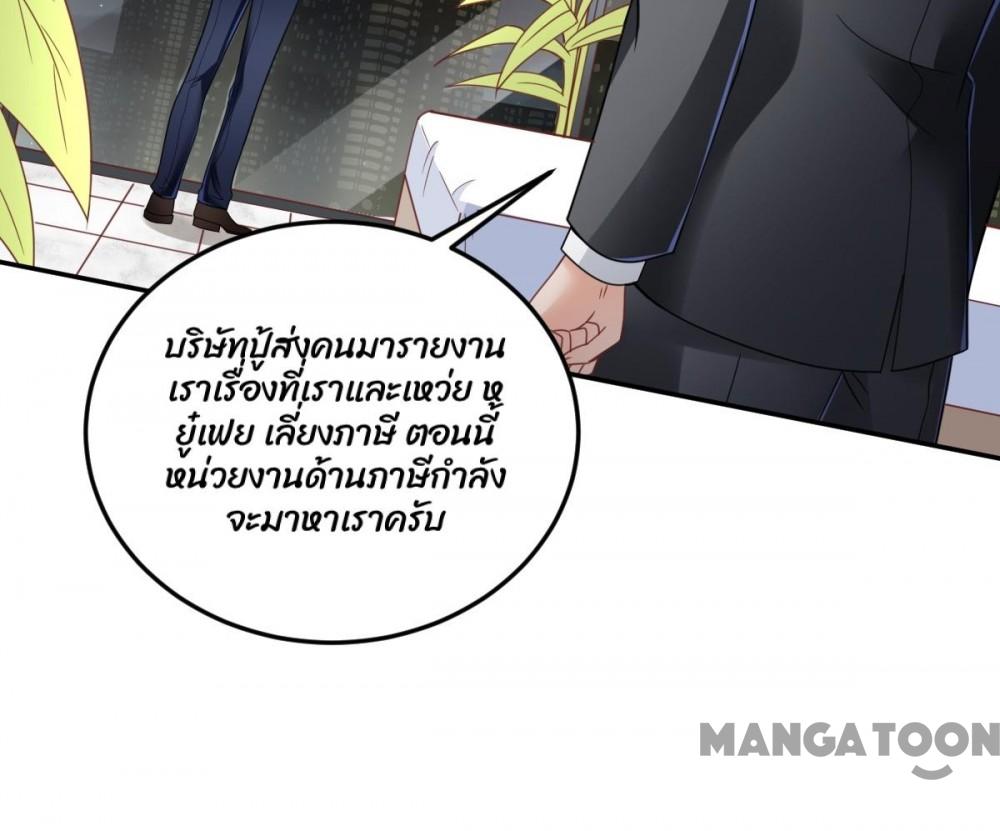 บริษัทปู้ส่งคนมารายงาน
เราเรื่องที่เราและเหว่ย ห
ยู๋เฟย เลี่ยงภาษี ตอนนี้
หน่วยงานด้านภาษีกำลัง
จะมาหาเราครับ
MANGATOON